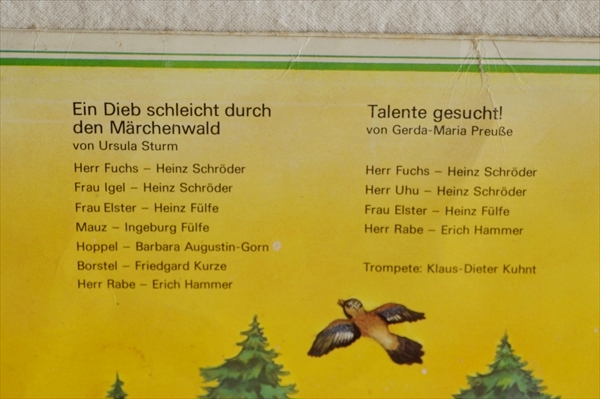 Ein Dieb schleicht durch
den Märchenwald
von Ursula Sturm
Herr Fuchs – Heinz Schröder
Frau Igel – Heinz Schröder
Frau Elster – Heinz Fülfe
Mauz – Ingeburg Fülfe
Hoppel – Barbara Augustin-Gorn
Borstel – Friedgard Kurze
Herr Rabe – Erich Hammer
Talente gesucht!
von Gerda-Maria Preuße
Herr Fuchs – Heinz Schröder
Herr Uhu – Heinz Schröder
Frau Elster – Heinz Fülfe
Herr Rabe – Erich Hammer
Trompete: Klaus-Dieter Kuhnt